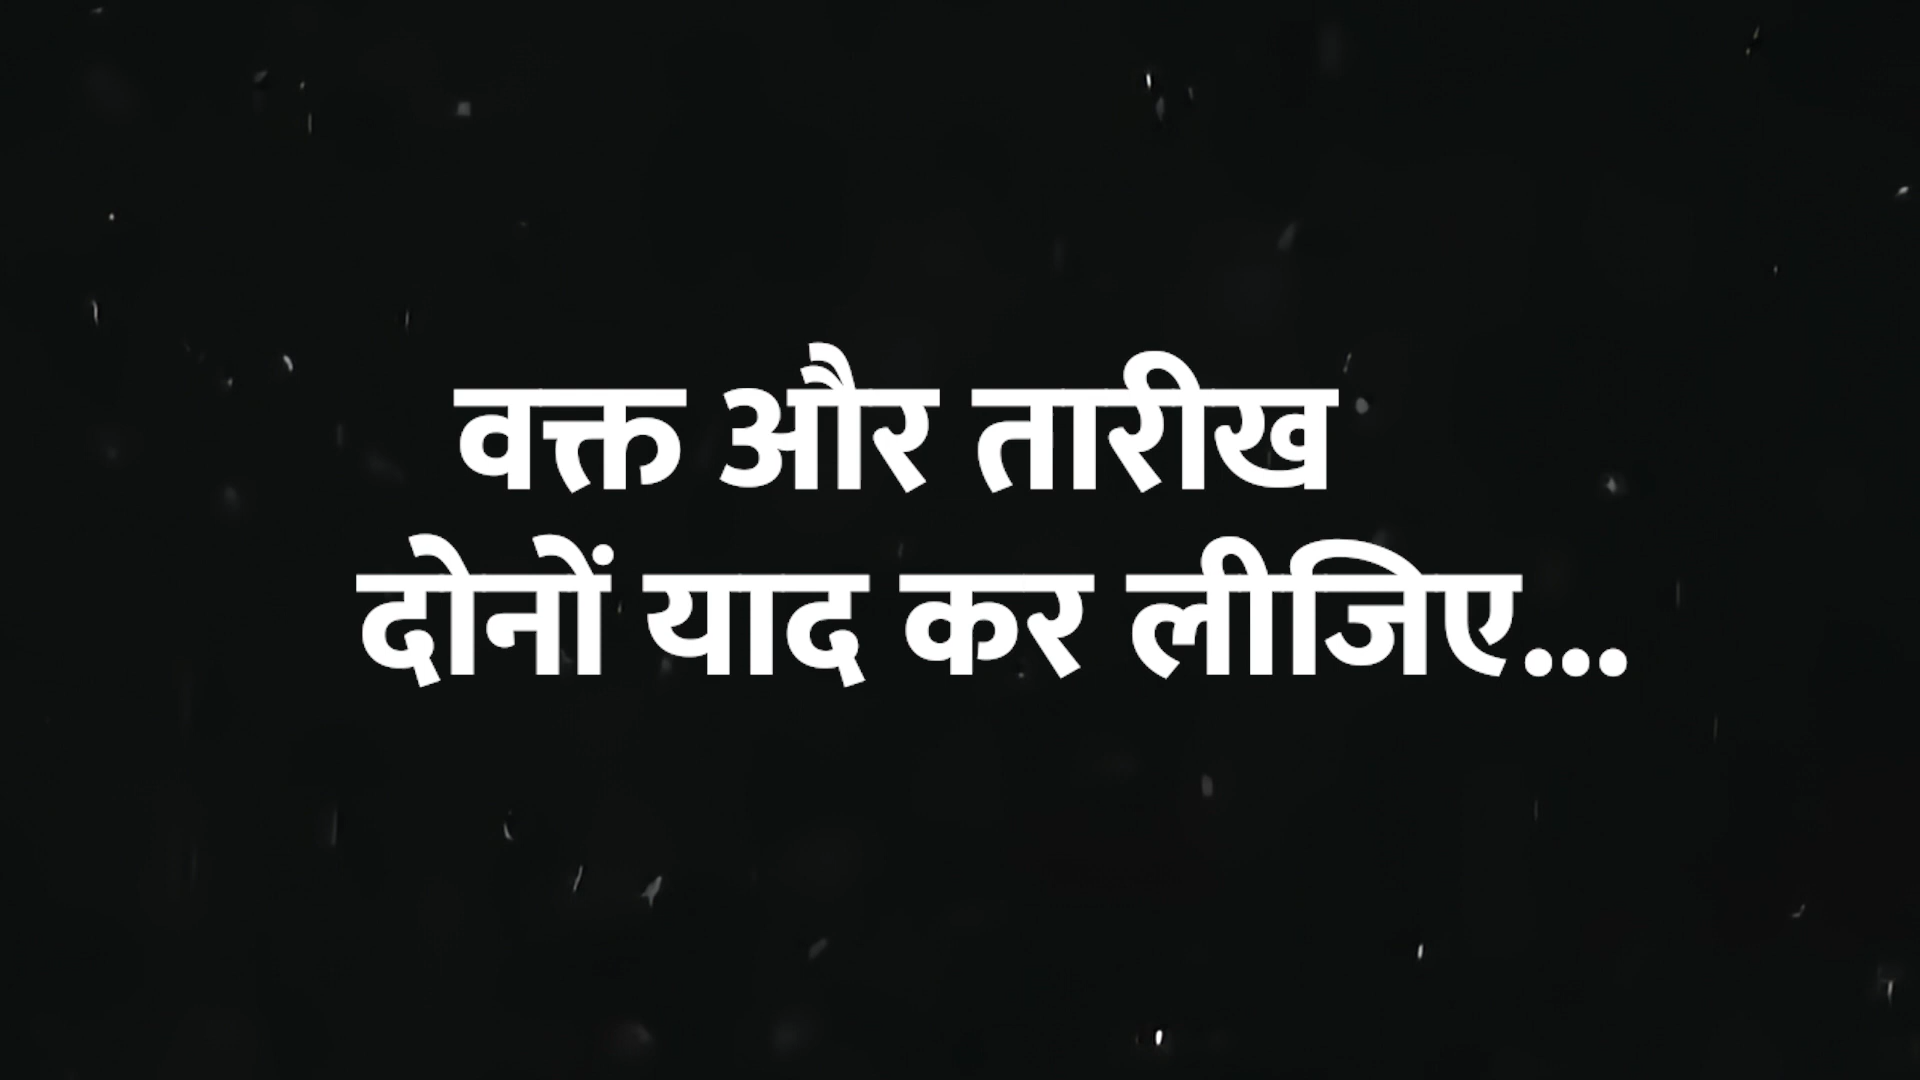 वक्त और तारीख
दोनों याद कर लीजिए...